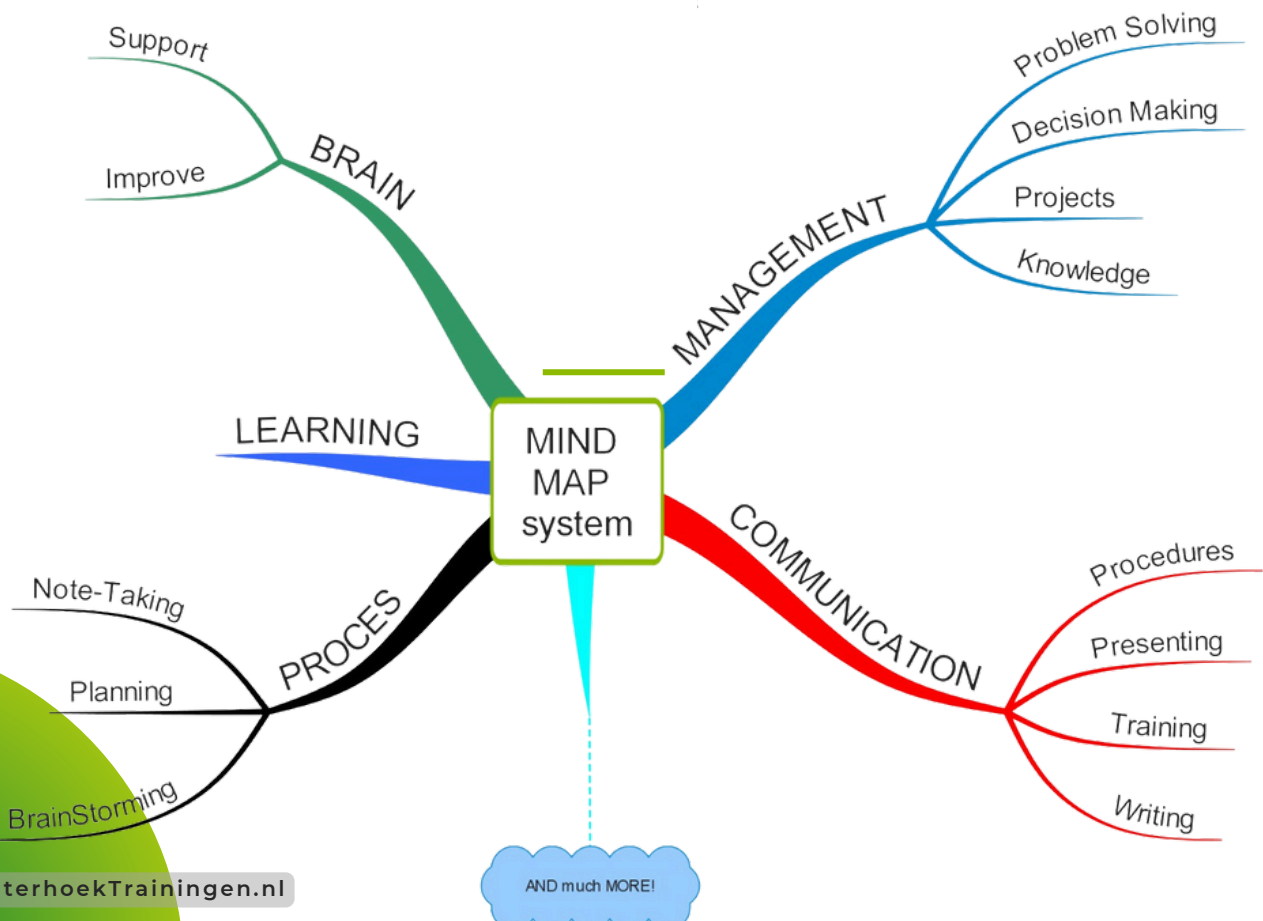 MIND
MAP
system
BRAIN
Support
Improve
MANAGEMENT
Problem Solving
Decision Making
Projects
Knowledge
LEARNING
COMMUNICATION
Procedures
Presenting
Training
Writing
PROCES
Note-Taking
Planning
BrainStorming
AND much MORE!
terhoekTrainingen.nl